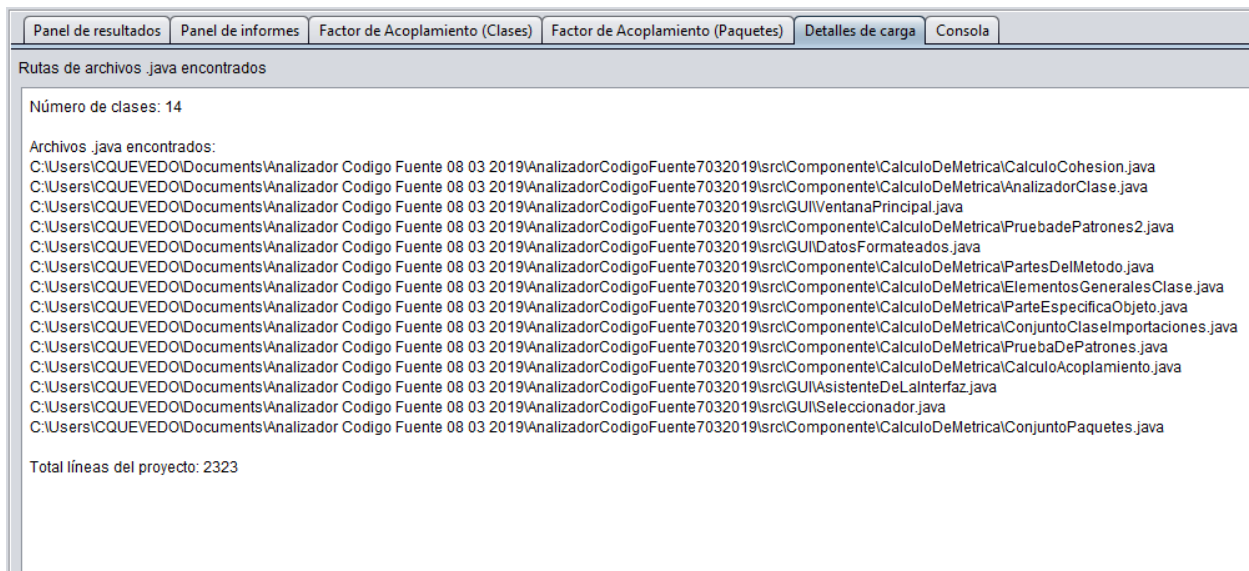 Panel de resultados Panel de informes Factor de Acoplamiento (Clases) Factor de Acoplamiento (Paquetes) Detalles de carga Consola
Rutas de archivos .java encontrados
Número de clases: 14
Archivos .java encontrados:
C:\Users\CQUEVEDO\Documents\Analizador Codigo Fuente 08 03 2019\AnalizadorCodigoFuente7032019\src\Componente\CalculoDeMetrica\CalculoCohesion.java
C:\Users\CQUEVEDO\Documents\Analizador Codigo Fuente 08 03 2019\AnalizadorCodigoFuente7032019\src\Componente\CalculoDeMetrica\AnalizadorClase.java
C:\Users\CQUEVEDO\Documents\Analizador Codigo Fuente 08 03 2019\AnalizadorCodigoFuente7032019\src\GUI\VentanaPrincipal.java
C:\Users\CQUEVEDO\Documents\Analizador Codigo Fuente 08 03 2019\AnalizadorCodigoFuente7032019\src\Componente\CalculoDeMetrica\PruebadePatrones2.java
C:\Users\CQUEVEDO\Documents\Analizador Codigo Fuente 08 03 2019\AnalizadorCodigoFuente7032019\src\GUI\DatosFormateados.java
C:\Users\CQUEVEDO\Documents\Analizador Codigo Fuente 08 03 2019\AnalizadorCodigoFuente7032019\src\Componente\CalculoDeMetrica\PartesDelMetodo.java
C:\Users\CQUEVEDO\Documents\Analizador Codigo Fuente 08 03 2019\AnalizadorCodigoFuente7032019\src\Componente\CalculoDeMetrica\ElementosGeneralesClase.java
C:\Users\CQUEVEDO\Documents\Analizador Codigo Fuente 08 03 2019\AnalizadorCodigoFuente7032019\src\Componente\CalculoDeMetrica\ParteEspecificaObjeto.java
C:\Users\CQUEVEDO\Documents\Analizador Codigo Fuente 08 03 2019\AnalizadorCodigoFuente7032019\src\Componente\CalculoDeMetrica\ConjuntoClaseImportaciones.java
C:\Users\CQUEVEDO\Documents\Analizador Codigo Fuente 08 03 2019\AnalizadorCodigoFuente7032019\src\Componente\CalculoDeMetrica\PruebaDePatrones.java
C:\Users\CQUEVEDO\Documents\Analizador Codigo Fuente 08 03 2019\AnalizadorCodigoFuente7032019\src\Componente\CalculoDeMetrica\CalculoAcoplamiento.java
C:\Users\CQUEVEDO\Documents\Analizador Codigo Fuente 08 03 2019\AnalizadorCodigoFuente7032019\src\GUI\AsistenteDeLaInterfaz.java
C:\Users\CQUEVEDO\Documents\Analizador Codigo Fuente 08 03 2019\AnalizadorCodigoFuente7032019\src\GUI\Seleccionador.java
C:\Users\CQUEVEDO\Documents\Analizador Codigo Fuente 08 03 2019\AnalizadorCodigoFuente7032019\src\Componente\CalculoDeMetrica\ConjuntoPaquetes.java
Total líneas del proyecto: 2323